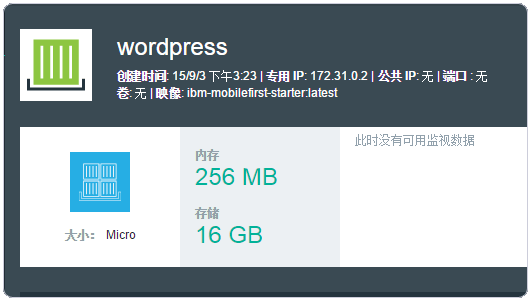 wordpress
创建时间: 15/9/3 下午3:23 | 专用 IP: 172.31.0.2 | 公共 IP: 无 | 端口 : 无
卷: 无 | 映像: ibm-mobilefirst-starter:latest
此时没有可用监视数据
内存
256 MB
存储
16 GB
大小： Micro